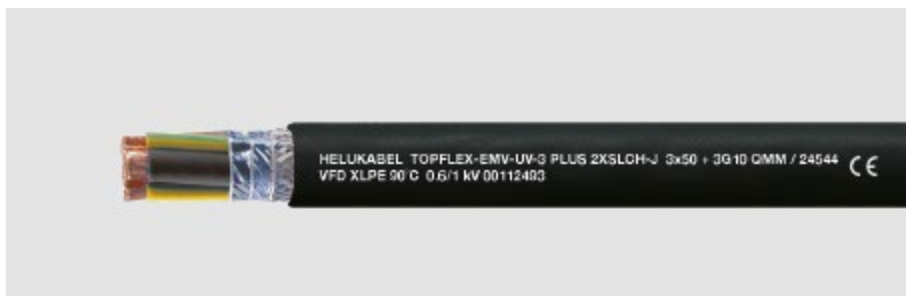 HELUKABEL TOPFLEX-EMV-UV-3 PLUS 2XSLCH-J 3x50 + 3G10 QMM / 24544 CE
VFD XLPE 90°C 0.6/1 kV 00112493